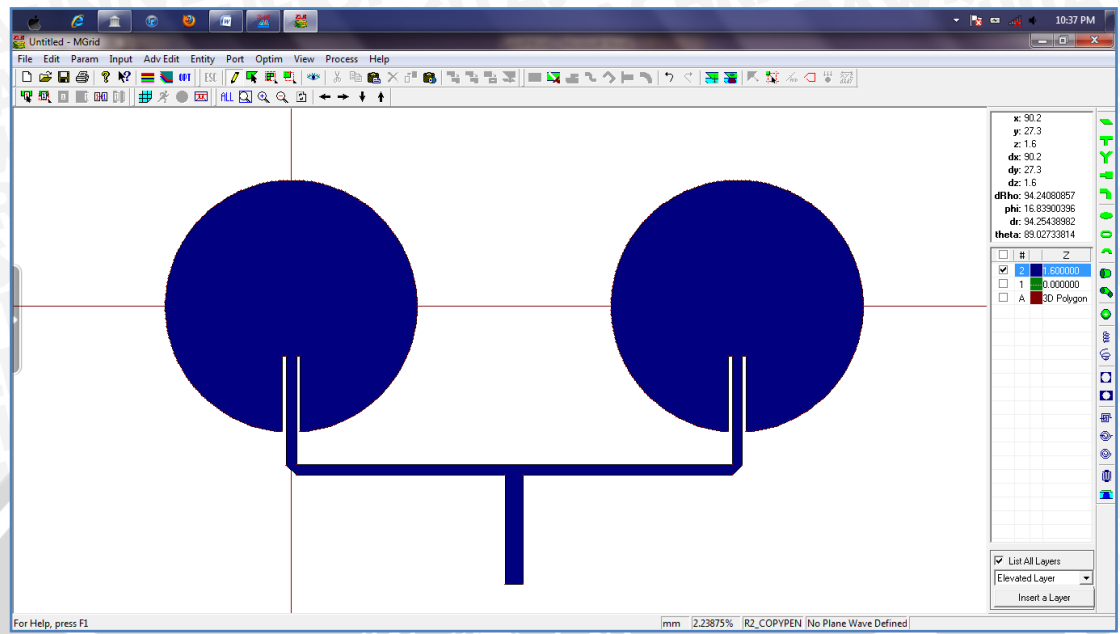 10:37 PM
Untitled - MGrid
File Edit Param Input Adv Edit Entity Port Optim View Process Help
OPT ESC
ALL
x: 90.2
y: 27.3
z: 1.6
dx: 90.2
dy: 27.3
dz: 1.6
dRho: 94.24080857
phi: 16.83900396
dr: 94.25438982
theta: 89.02733814
# Z
2 1.600000
1 0.000000
A 3D Polygon
List All Layers
Elevated Layer
Insert a Layer
For Help, press F1
mm 2.23875% R2_COPYPEN No Plane Wave Defined